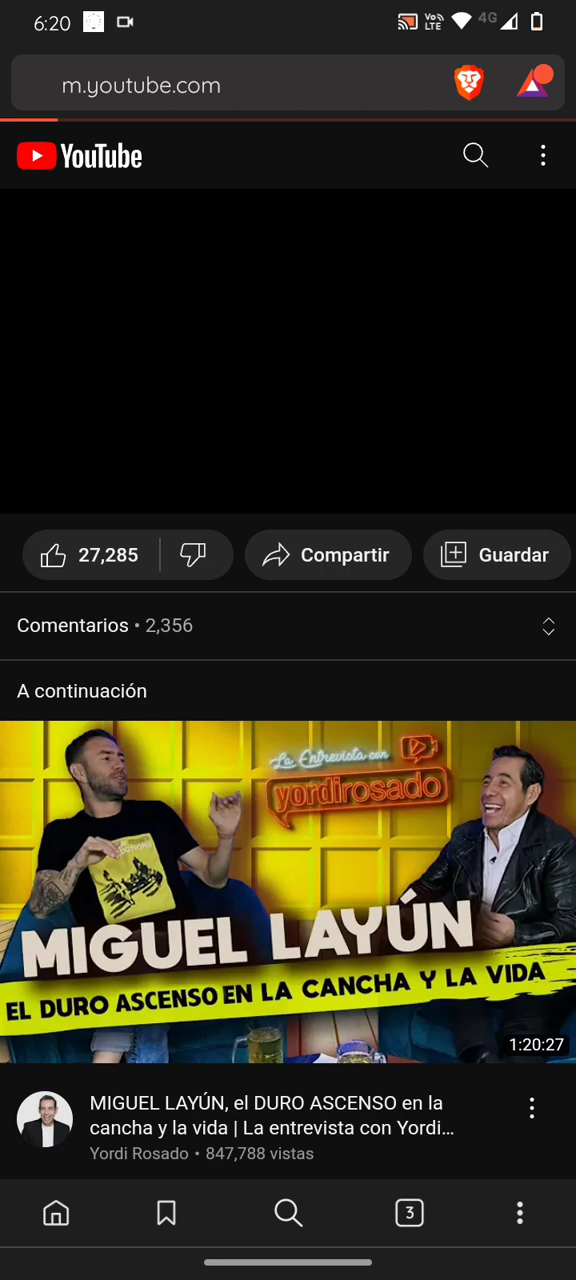 6:20
Vo
LTE
4G
m.youtube.com
YouTube
27,285
Compartir
Guardar
Comentarios • 2,356
A continuación
La Entrevista con
yordirosado
MIGUEL LAYÚN
EL DURO ASCENSO EN LA CANCHA Y LA VIDA
1:20:27
MIGUEL LAYÚN, el DURO ASCENSO en la
cancha y la vida | La entrevista con Yordi...
Yordi Rosado • 847,788 vistas
3